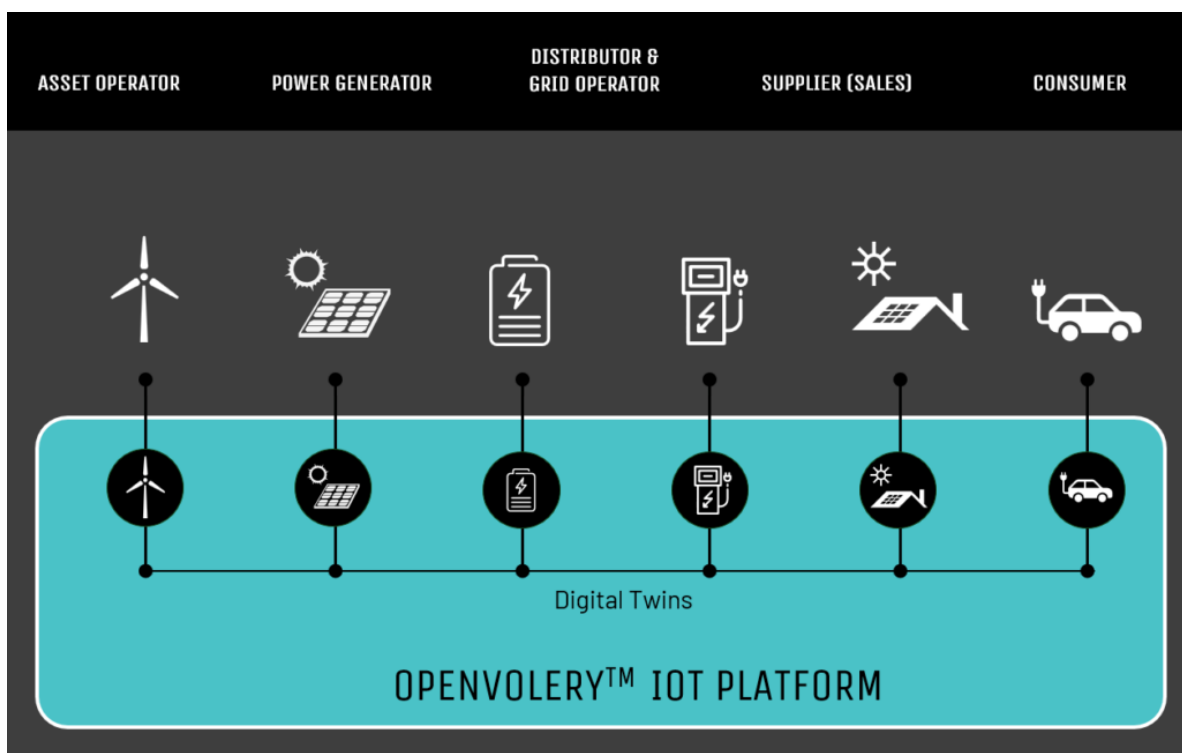 ASSET OPERATOR
POWER GENERATOR
DISTRIBUTOR &
GRID OPERATOR
SUPPLIER (SALES)
CONSUMER
Digital Twins
OPENVOLERY™ IOT PLATFORM